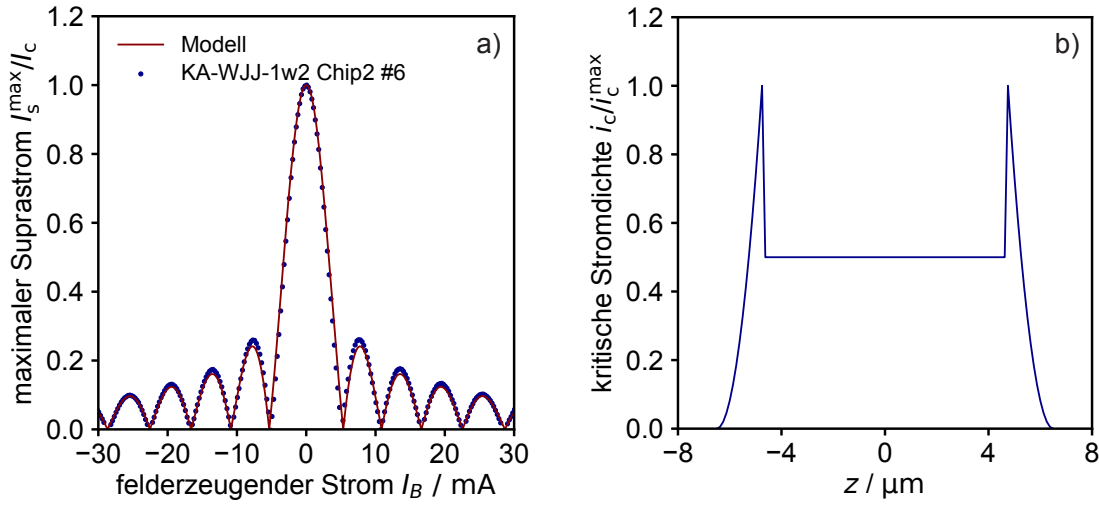 a)
Modell
KA-WJJ-1w2 Chip2 #6
maximaler Suprastrom I_s^max/I_c
1.2
1.0
0.8
0.6
0.4
0.2
0.0
−30 −20 −10 0 10 20 30
felderzeugender Strom I_B / mA
b)
kritische Stromdichte i_c/i_c^max
1.2
1.0
0.8
0.6
0.4
0.2
0.0
−8 −4 0 4 8
z / μm